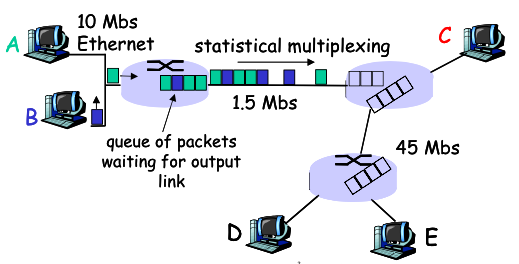 A
10 Mbs
Ethernet
statistical multiplexing
C
B
1.5 Mbs
queue of packets
waiting for output
link
45 Mbs
D
E